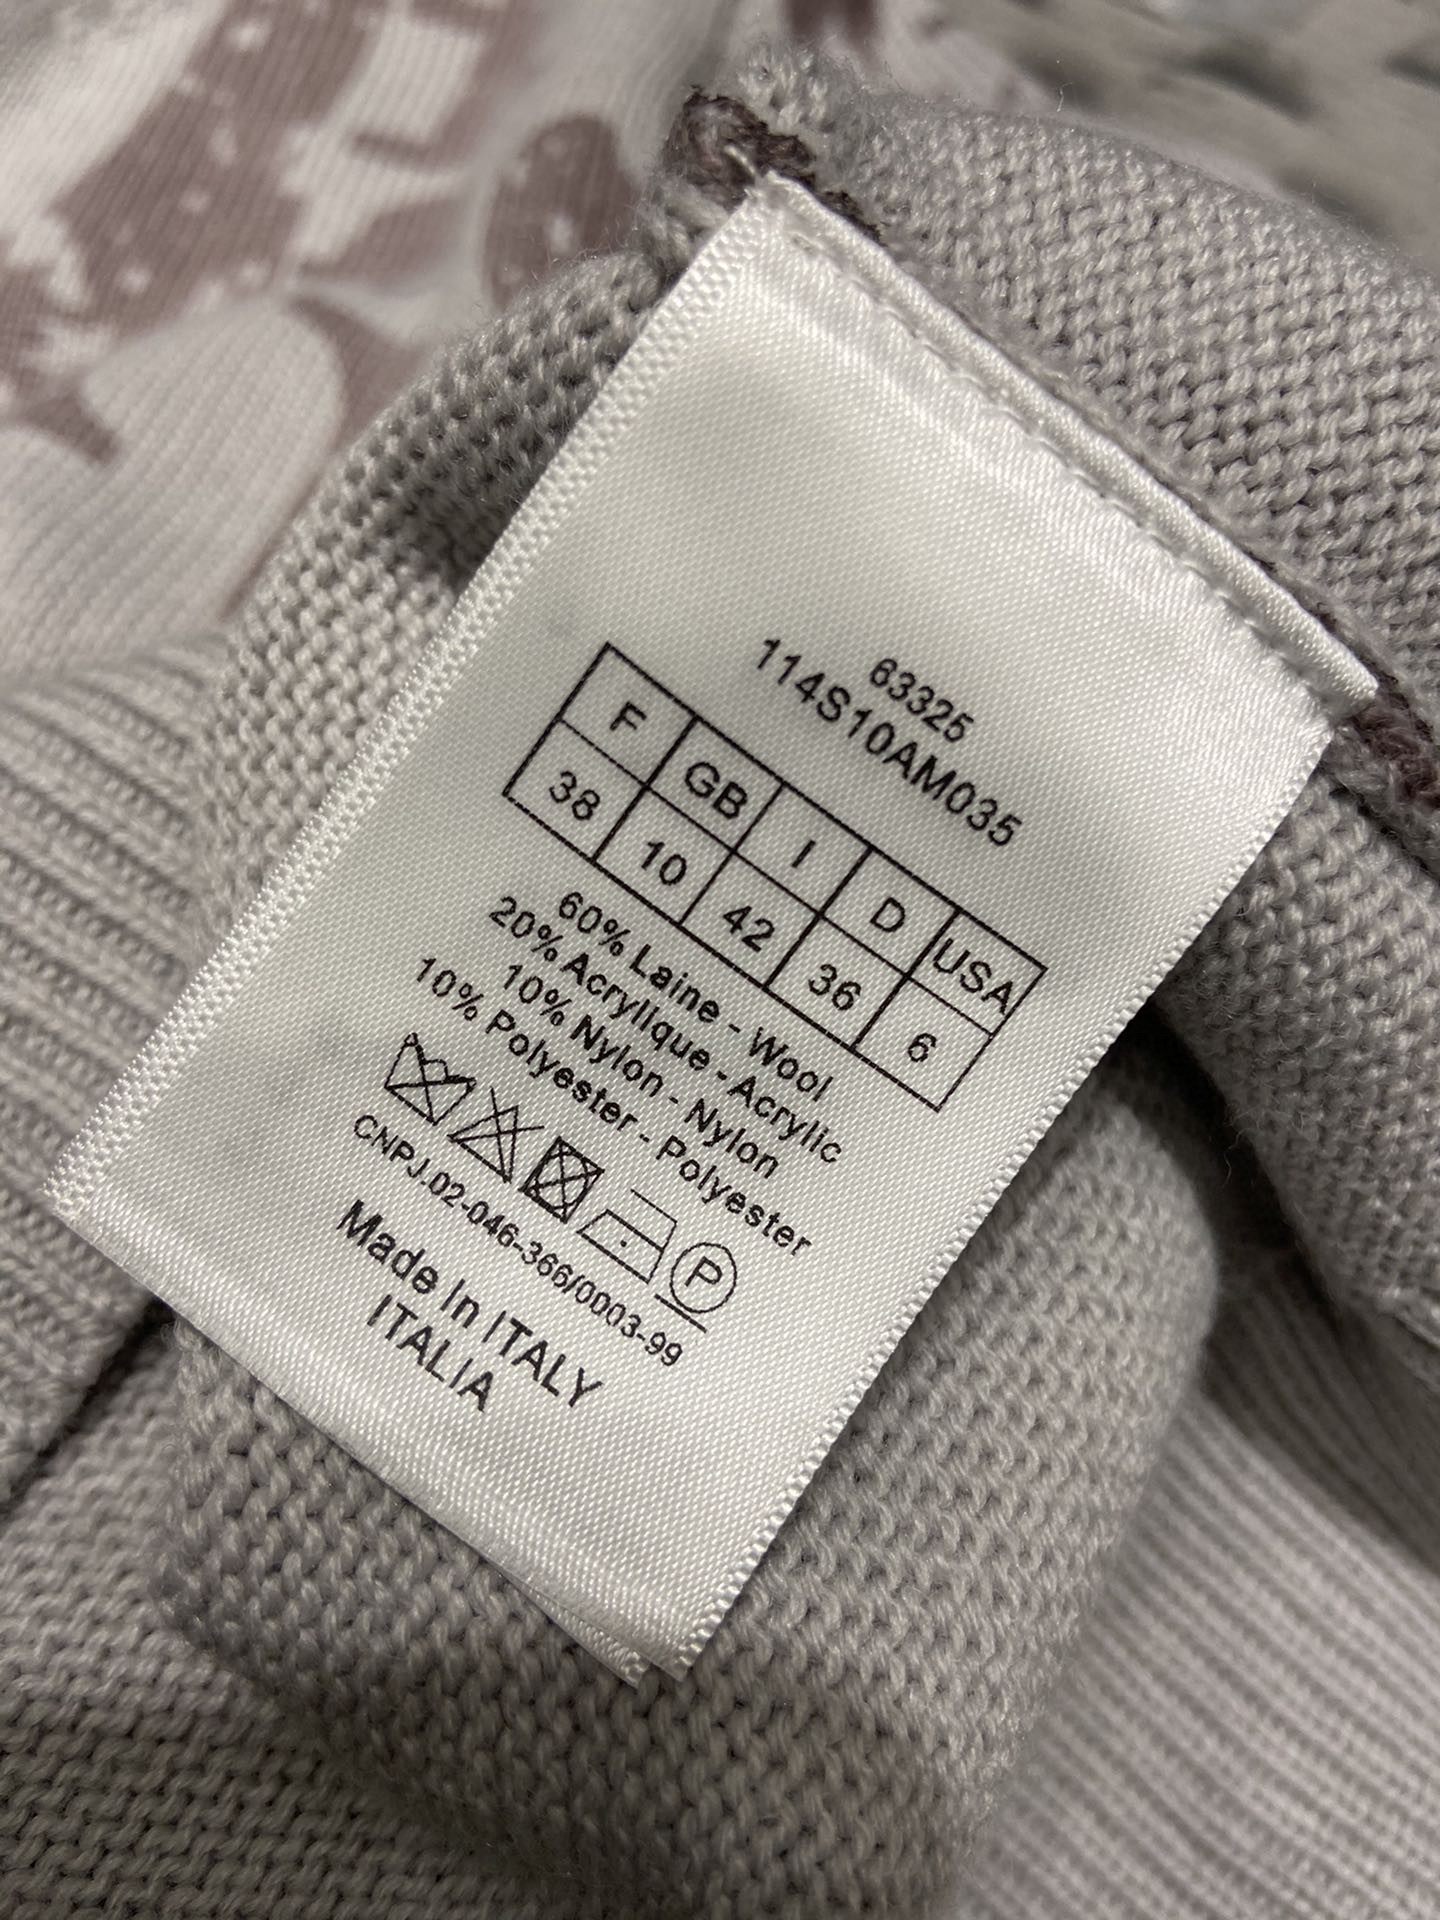 63325
114S10AM035
F GB I D USA
38 10 42 36 6
60% Laine - Wool
20% Acrylique - Acrylic
10% Nylon - Nylon
10% Polyester - Polyester
P
CNPJ.02-046-366/0003-99
Made In ITALY
ITALIA